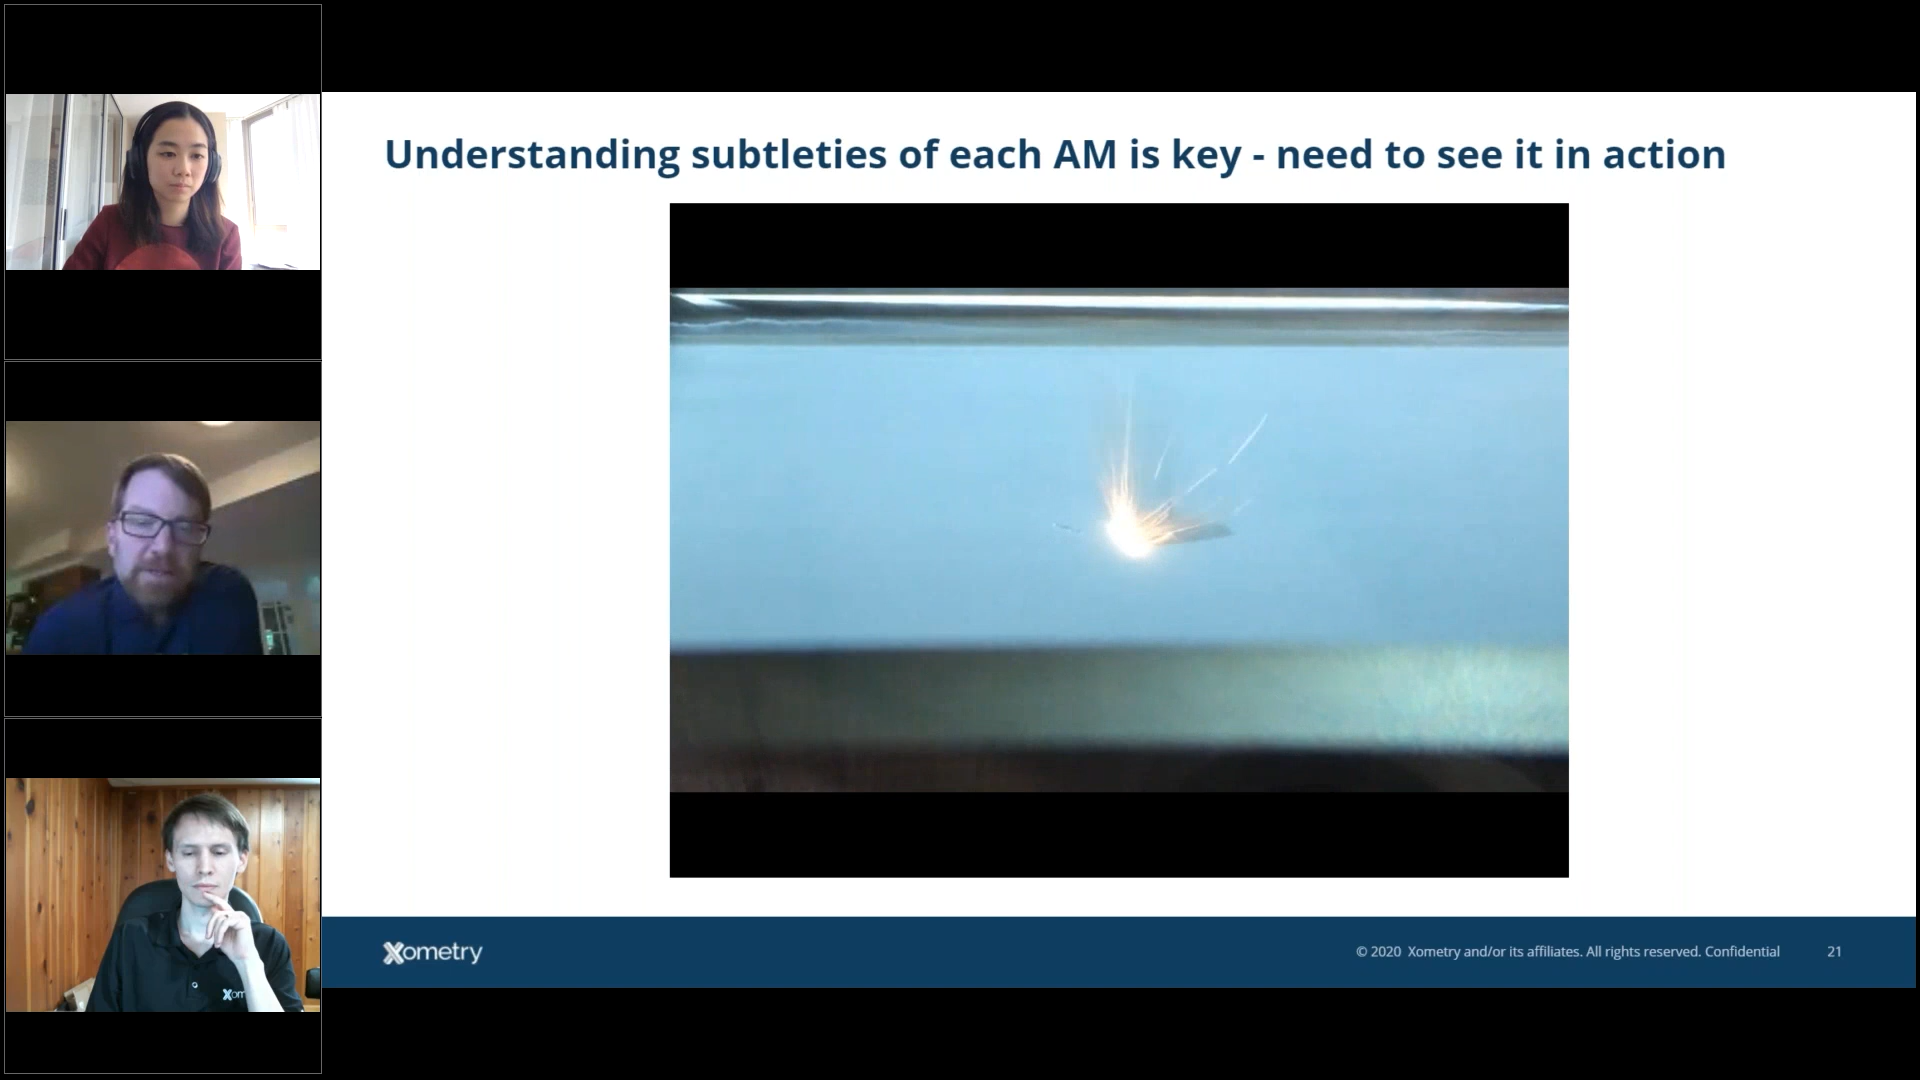 Understanding subtleties of each AM is key - need to see it in action
Xom
Xometry
© 2020 Xometry and/or its affiliates. All rights reserved. Confidential
21